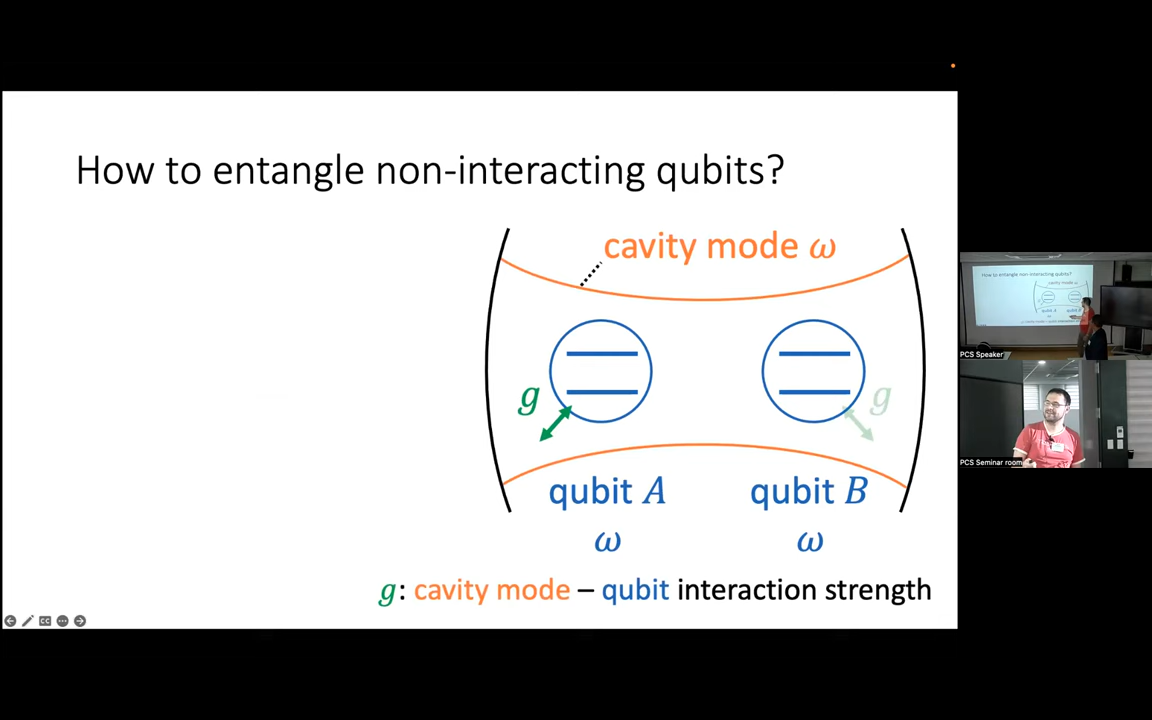 How to entangle non-interacting qubits?
cavity mode ω
g
g
qubit A
qubit B
ω
ω
g: cavity mode – qubit interaction strength
PCS Speaker
PCS Seminar room